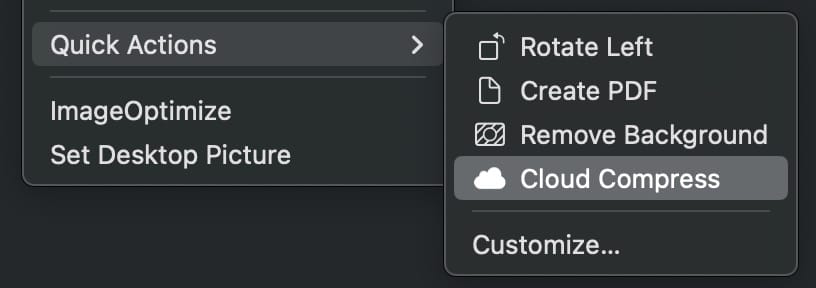 Quick Actions
ImageOptimize
Set Desktop Picture
Rotate Left
Create PDF
Remove Background
Cloud Compress
Customize...